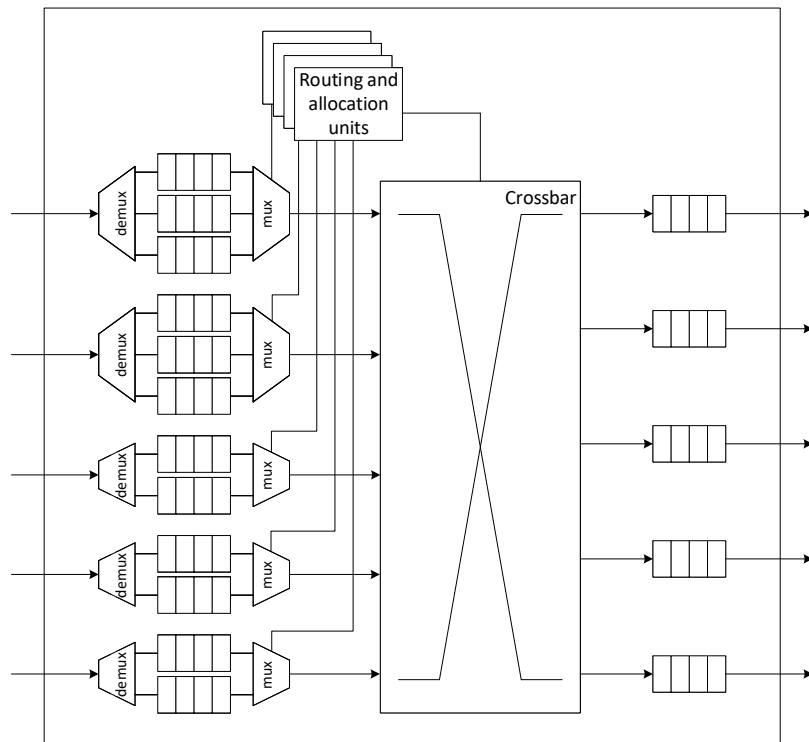 Routing and
allocation
units
Crossbar
demux
mux
demux
mux
demux
mux
demux
mux
demux
mux